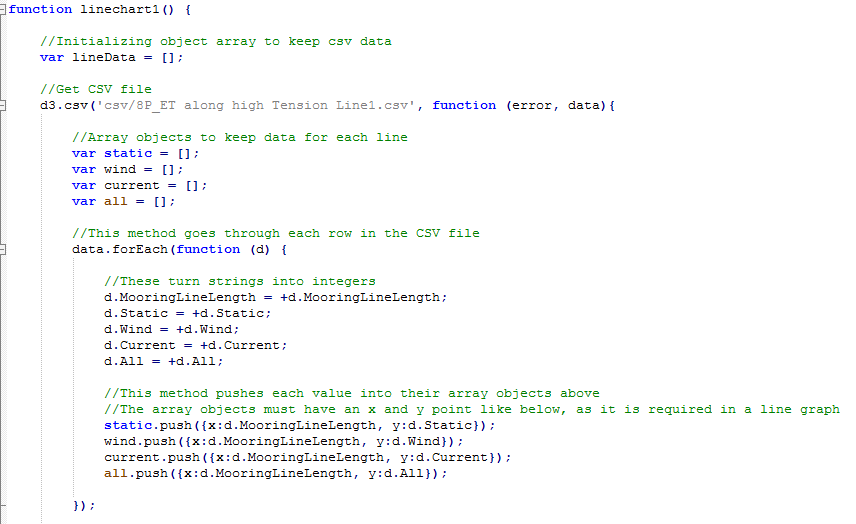 function linechart1() {
//Initializing object array to keep csv data
var lineData = [];
//Get CSV file
d3.csv('csv/8P_ET along high Tension Line1.csv', function (error, data){
//Array objects to keep data for each line
var static = [];
var wind = [];
var current = [];
var all = [];
//This method goes through each row in the CSV file
data.forEach(function (d) {
//These turn strings into integers
d.MooringLineLength = +d.MooringLineLength;
d.Static = +d.Static;
d.Wind = +d.Wind;
d.Current = +d.Current;
d.All = +d.All;
//This method pushes each value into their array objects above
//The array objects must have an x and y point like below, as it is required in a line graph
static.push({x:d.MooringLineLength, y:d.Static});
wind.push({x:d.MooringLineLength, y:d.Wind});
current.push({x:d.MooringLineLength, y:d.Current});
all.push({x:d.MooringLineLength, y:d.All});
});